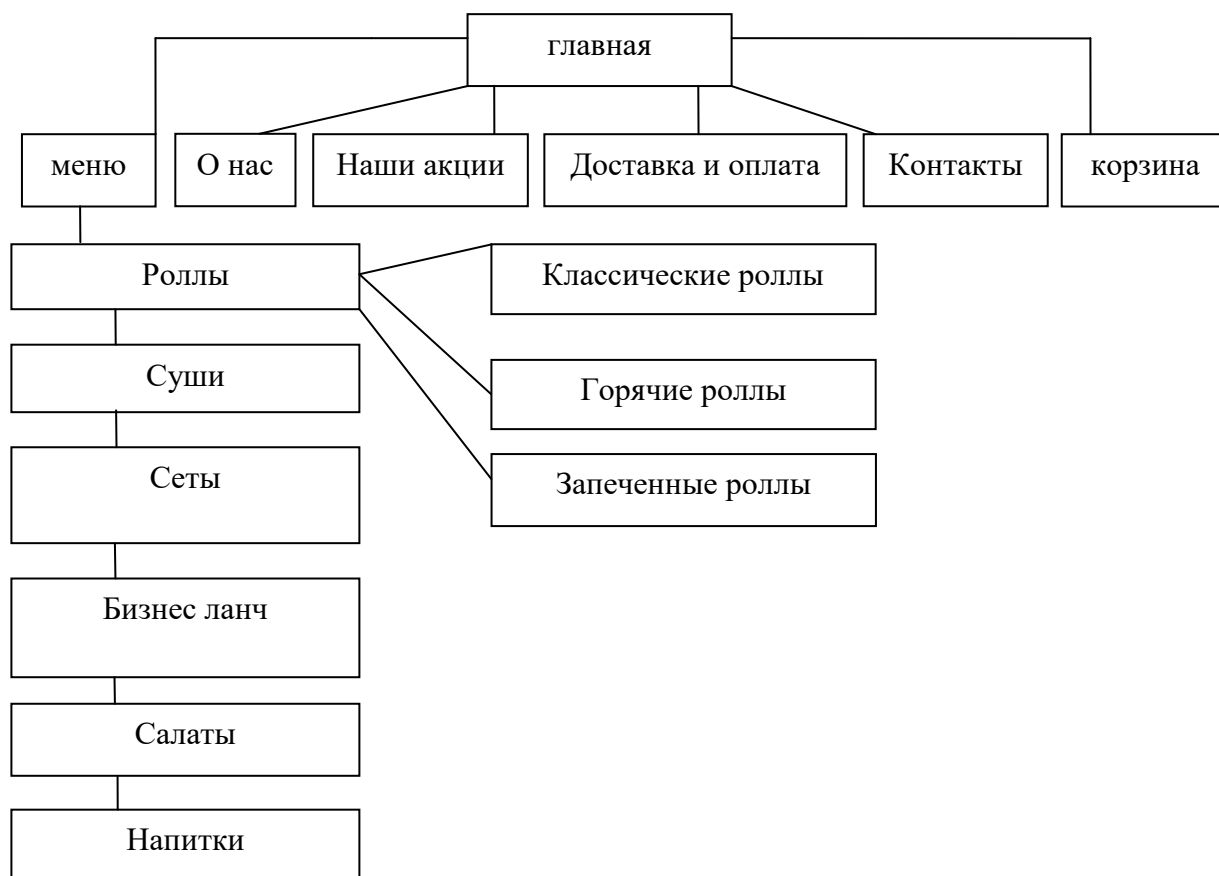 главная
меню
О нас
Наши акции
Доставка и оплата
Контакты
корзина
Роллы
Классические роллы
Суши
Горячие роллы
Сеты
Запеченные роллы
Бизнес ланч
Салаты
Напитки